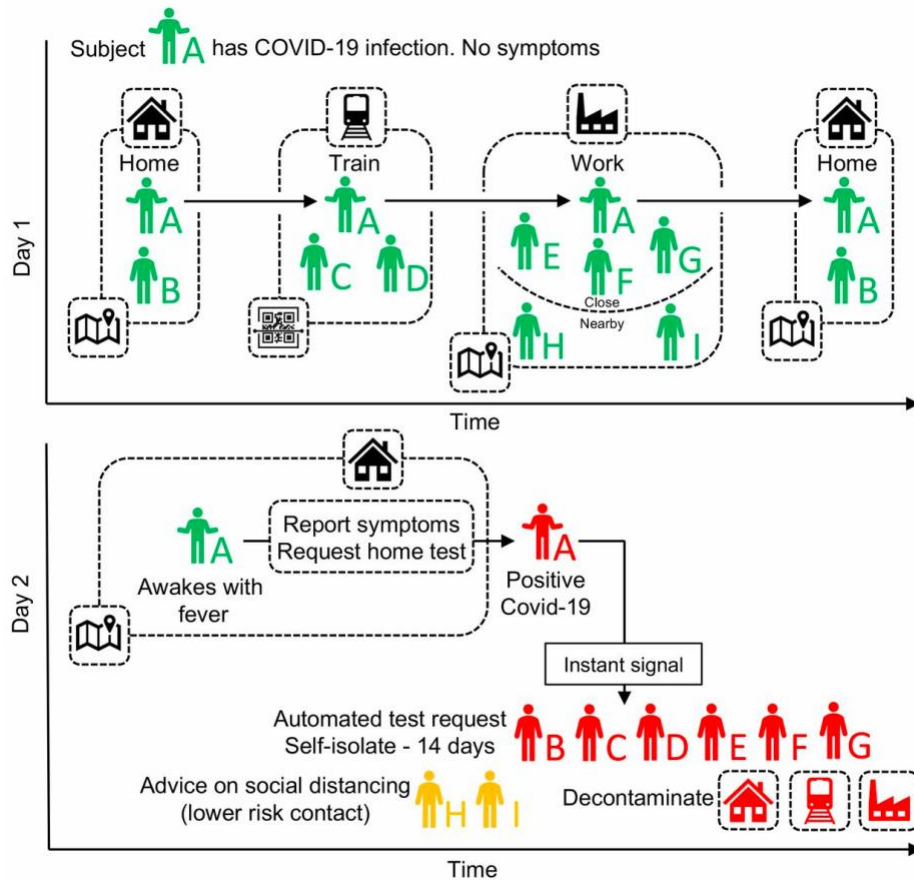 Subject A has COVID-19 infection. No symptoms
Home
Train
Work
Home
A
A
A
A
B
C
D
E
F
G
B
Close
Nearby
H
I
Day 1
Time
A
Report symptoms
Request home test
A
Awakes with
fever
Positive
Covid-19
Instant signal
Day 2
Automated test request
Self-isolate - 14 days
B C D E F G
Advice on social distancing
(lower risk contact)
H I
Decontaminate
Time